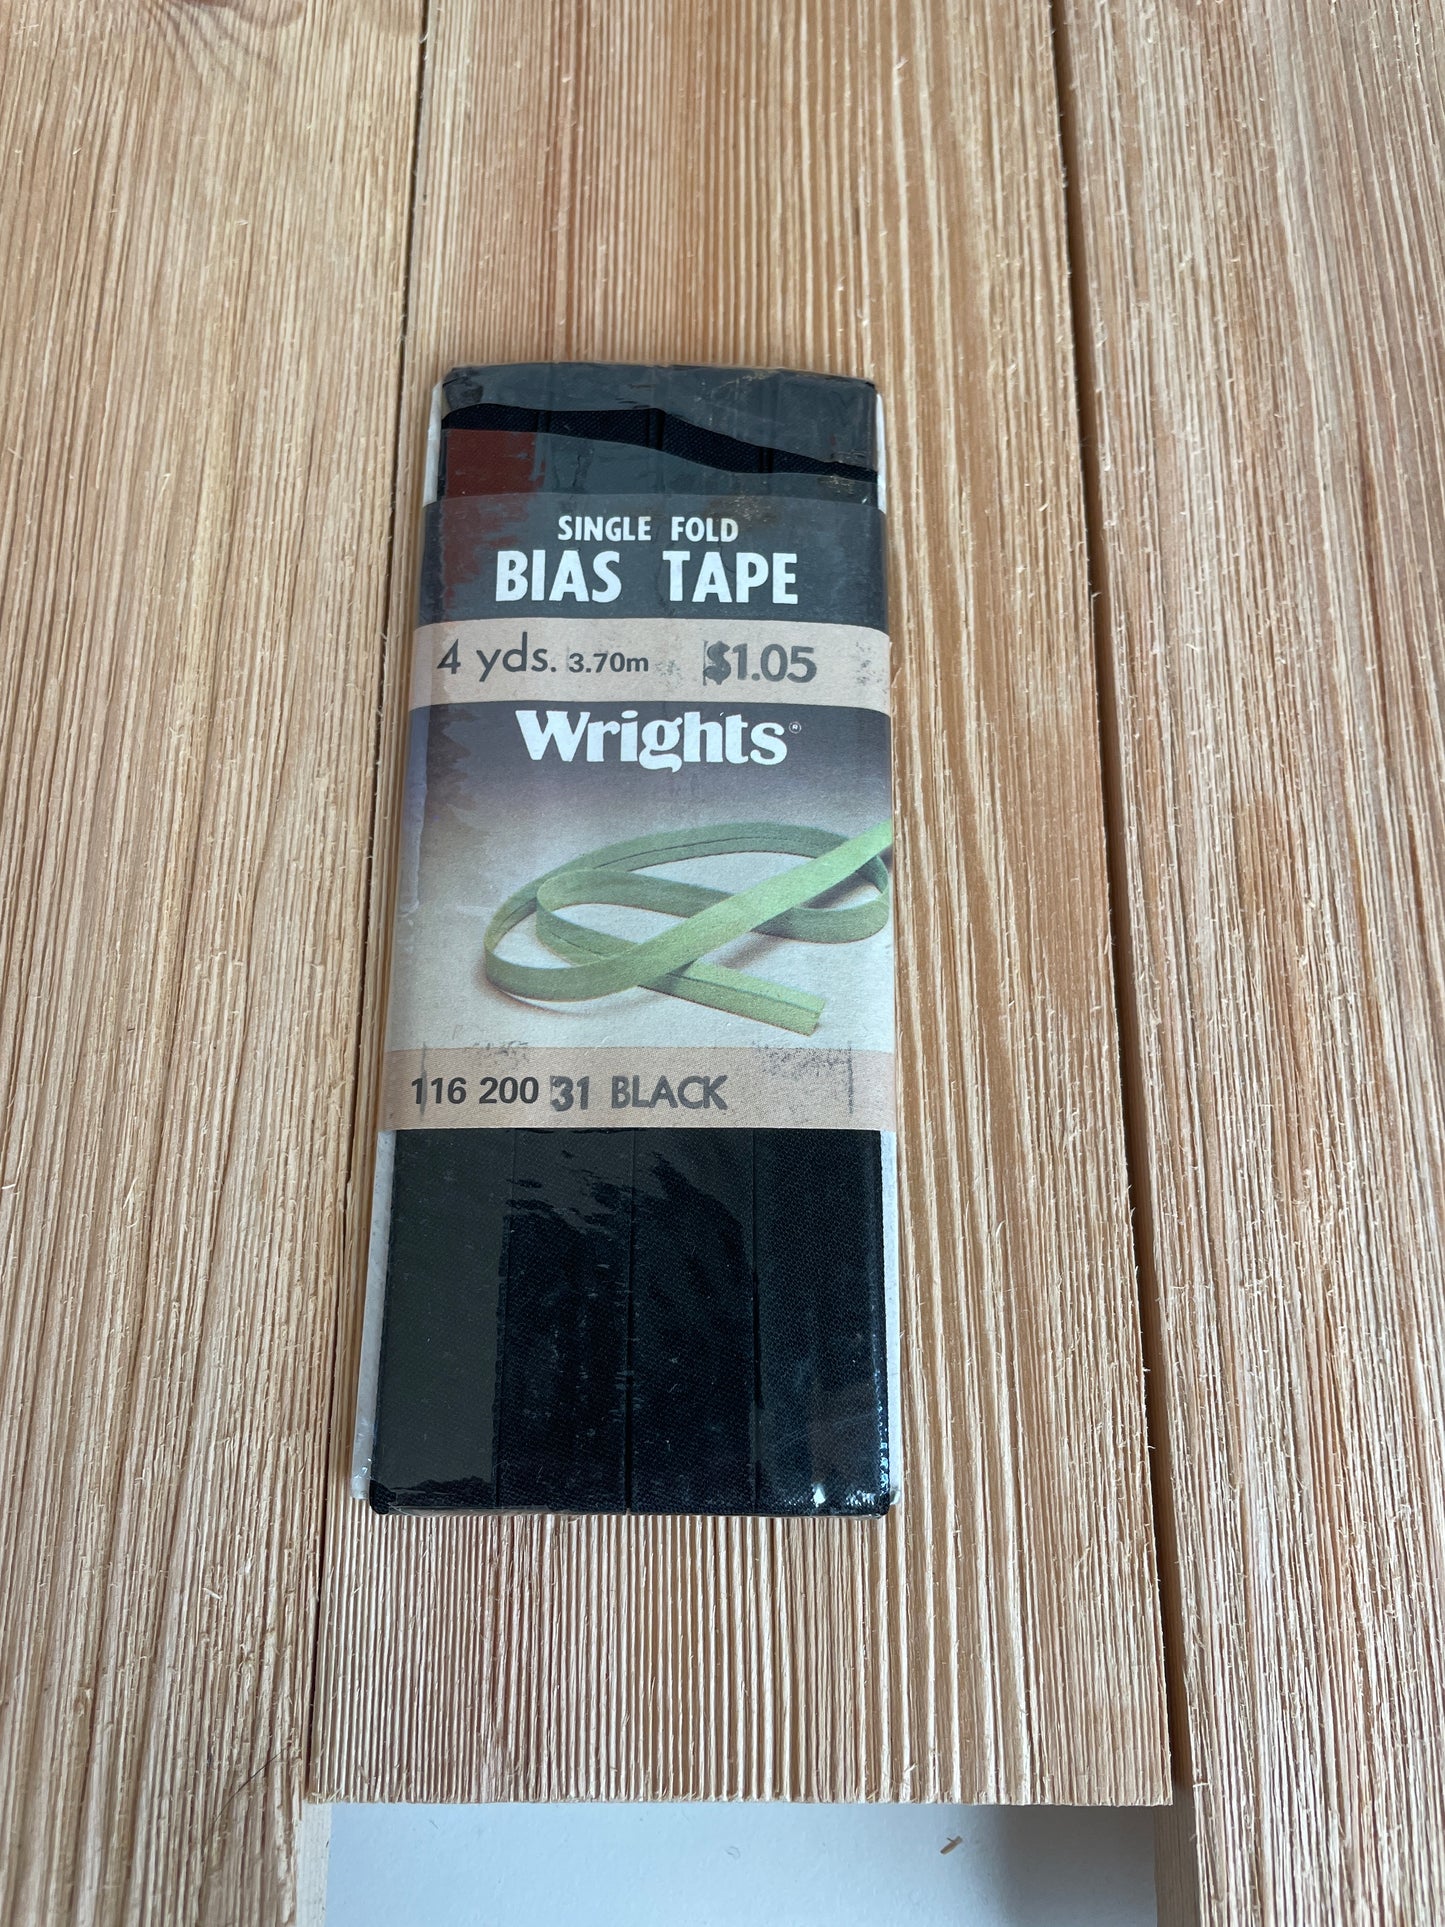 SINGLE FOLD
BIAS TAPE
4 yds. 3.70m $1.05
Wrights®
116 200 31 BLACK